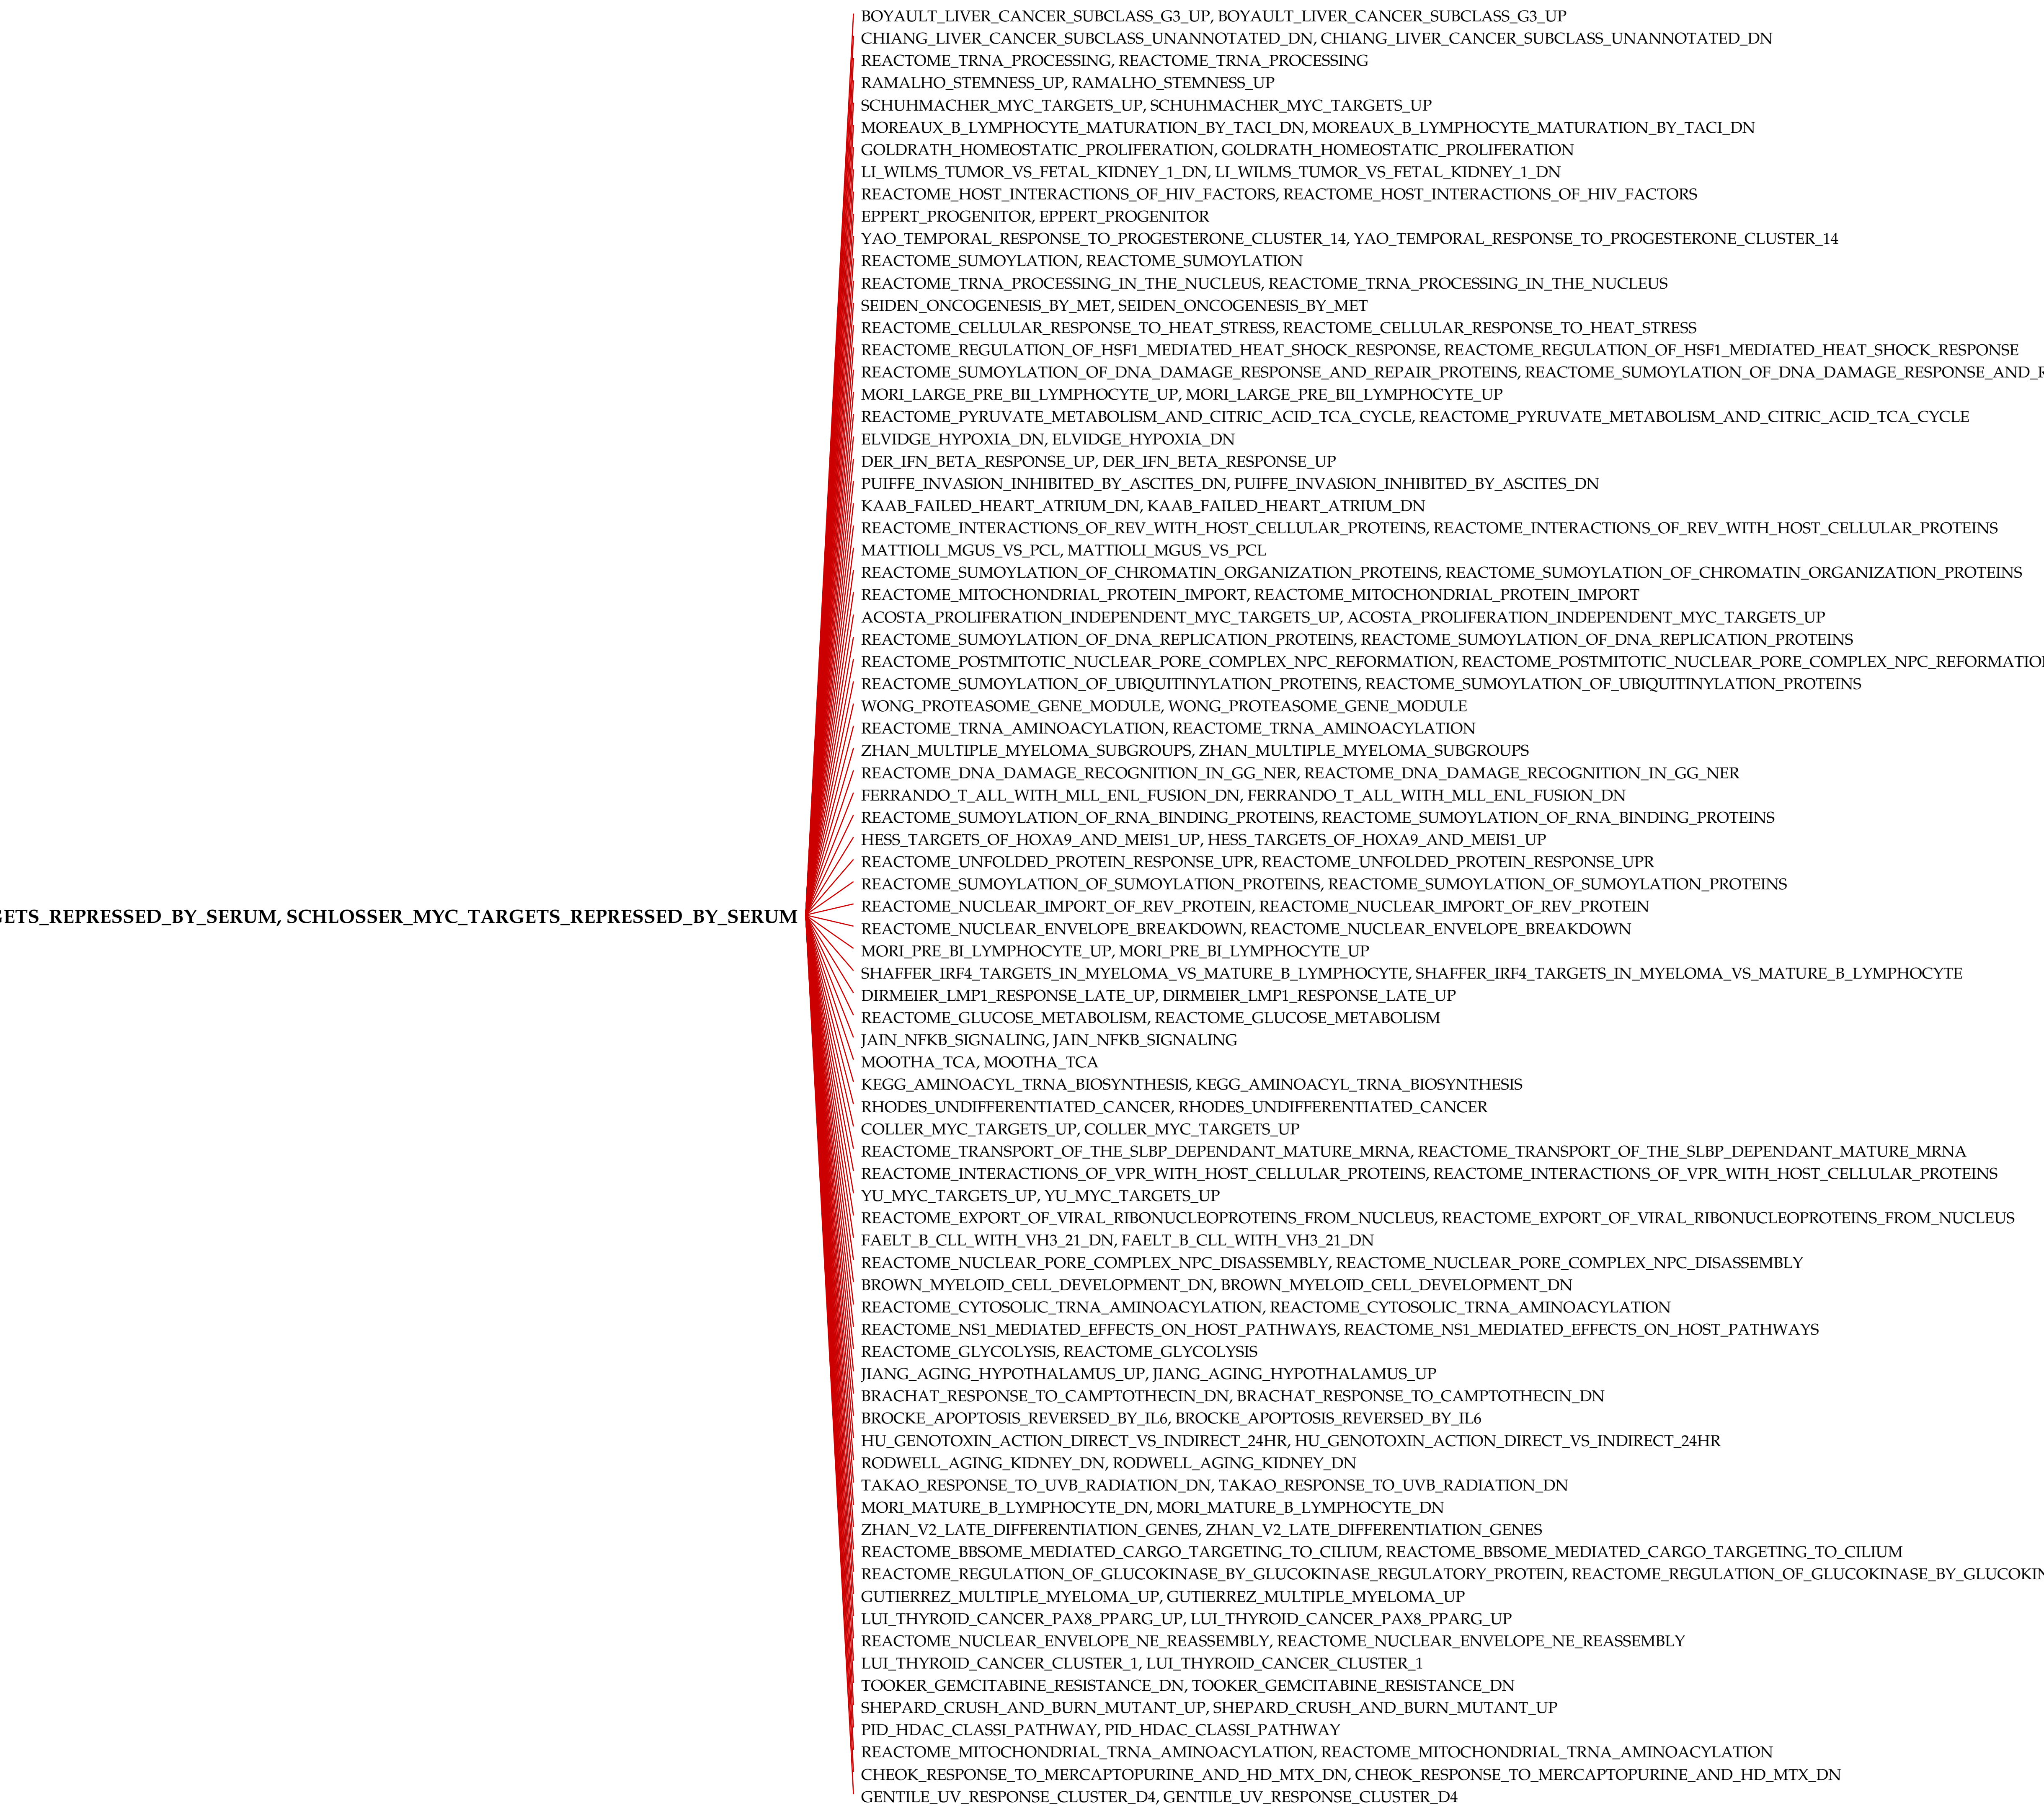 BOYAULT_LIVER_CANCER_SUBCLASS_G3_UP, BOYAULT_LIVER_CANCER_SUBCLASS_G3_UP
CHIANG_LIVER_CANCER_SUBCLASS_UNANNOTATED_DN, CHIANG_LIVER_CANCER_SUBCLASS_UNANNOTATED_DN
REACTOME_TRNA_PROCESSING, REACTOME_TRNA_PROCESSING
RAMALHO_STEMNESS_UP, RAMALHO_STEMNESS_UP
SCHUHMACHER_MYC_TARGETS_UP, SCHUHMACHER_MYC_TARGETS_UP
MOREAUX_B_LYMPHOCYTE_MATURATION_BY_TACI_DN, MOREAUX_B_LYMPHOCYTE_MATURATION_BY_TACI_DN
GOLDRATH_HOMEOSTATIC_PROLIFERATION, GOLDRATH_HOMEOSTATIC_PROLIFERATION
LI_WILMS_TUMOR_VS_FETAL_KIDNEY_1_DN, LI_WILMS_TUMOR_VS_FETAL_KIDNEY_1_DN
REACTOME_HOST_INTERACTIONS_OF_HIV_FACTORS, REACTOME_HOST_INTERACTIONS_OF_HIV_FACTORS
EPPERT_PROGENITOR, EPPERT_PROGENITOR
YAO_TEMPORAL_RESPONSE_TO_PROGESTERONE_CLUSTER_14, YAO_TEMPORAL_RESPONSE_TO_PROGESTERONE_CLUSTER_14
REACTOME_SUMOYLATION, REACTOME_SUMOYLATION
REACTOME_TRNA_PROCESSING_IN_THE_NUCLEUS, REACTOME_TRNA_PROCESSING_IN_THE_NUCLEUS
SEIDEN_ONCOGENESIS_BY_MET, SEIDEN_ONCOGENESIS_BY_MET
REACTOME_CELLULAR_RESPONSE_TO_HEAT_STRESS, REACTOME_CELLULAR_RESPONSE_TO_HEAT_STRESS
REACTOME_REGULATION_OF_HSF1_MEDIATED_HEAT_SHOCK_RESPONSE, REACTOME_REGULATION_OF_HSF1_MEDIATED_HEAT_SHOCK_RESPONSE
REACTOME_SUMOYLATION_OF_DNA_DAMAGE_RESPONSE_AND_REPAIR_PROTEINS, REACTOME_SUMOYLATION_OF_DNA_DAMAGE_RESPONSE_AND_R
MORI_LARGE_PRE_BII_LYMPHOCYTE_UP, MORI_LARGE_PRE_BII_LYMPHOCYTE_UP
REACTOME_PYRUVATE_METABOLISM_AND_CITRIC_ACID_TCA_CYCLE, REACTOME_PYRUVATE_METABOLISM_AND_CITRIC_ACID_TCA_CYCLE
ELVIDGE_HYPOXIA_DN, ELVIDGE_HYPOXIA_DN
DER_IFN_BETA_RESPONSE_UP, DER_IFN_BETA_RESPONSE_UP
PUIFFE_INVASION_INHIBITED_BY_ASCITES_DN, PUIFFE_INVASION_INHIBITED_BY_ASCITES_DN
KAAB_FAILED_HEART_ATRIUM_DN, KAAB_FAILED_HEART_ATRIUM_DN
REACTOME_INTERACTIONS_OF_REV_WITH_HOST_CELLULAR_PROTEINS, REACTOME_INTERACTIONS_OF_REV_WITH_HOST_CELLULAR_PROTEINS
MATTIOLI_MGUS_VS_PCL, MATTIOLI_MGUS_VS_PCL
REACTOME_SUMOYLATION_OF_CHROMATIN_ORGANIZATION_PROTEINS, REACTOME_SUMOYLATION_OF_CHROMATIN_ORGANIZATION_PROTEINS
REACTOME_MITOCHONDRIAL_PROTEIN_IMPORT, REACTOME_MITOCHONDRIAL_PROTEIN_IMPORT
ACOSTA_PROLIFERATION_INDEPENDENT_MYC_TARGETS_UP, ACOSTA_PROLIFERATION_INDEPENDENT_MYC_TARGETS_UP
REACTOME_SUMOYLATION_OF_DNA_REPLICATION_PROTEINS, REACTOME_SUMOYLATION_OF_DNA_REPLICATION_PROTEINS
REACTOME_POSTMITOTIC_NUCLEAR_PORE_COMPLEX_NPC_REFORMATION, REACTOME_POSTMITOTIC_NUCLEAR_PORE_COMPLEX_NPC_REFORMATION
REACTOME_SUMOYLATION_OF_UBIQUITINYLATION_PROTEINS, REACTOME_SUMOYLATION_OF_UBIQUITINYLATION_PROTEINS
WONG_PROTEASOME_GENE_MODULE, WONG_PROTEASOME_GENE_MODULE
REACTOME_TRNA_AMINOACYLATION, REACTOME_TRNA_AMINOACYLATION
ZHAN_MULTIPLE_MYELOMA_SUBGROUPS, ZHAN_MULTIPLE_MYELOMA_SUBGROUPS
REACTOME_DNA_DAMAGE_RECOGNITION_IN_GG_NER, REACTOME_DNA_DAMAGE_RECOGNITION_IN_GG_NER
FERRANDO_T_ALL_WITH_MLL_ENL_FUSION_DN, FERRANDO_T_ALL_WITH_MLL_ENL_FUSION_DN
REACTOME_SUMOYLATION_OF_RNA_BINDING_PROTEINS, REACTOME_SUMOYLATION_OF_RNA_BINDING_PROTEINS
HESS_TARGETS_OF_HOXA9_AND_MEIS1_UP, HESS_TARGETS_OF_HOXA9_AND_MEIS1_UP
REACTOME_UNFOLDED_PROTEIN_RESPONSE_UPR, REACTOME_UNFOLDED_PROTEIN_RESPONSE_UPR
REACTOME_SUMOYLATION_OF_SUMOYLATION_PROTEINS, REACTOME_SUMOYLATION_OF_SUMOYLATION_PROTEINS
REACTOME_NUCLEAR_IMPORT_OF_REV_PROTEIN, REACTOME_NUCLEAR_IMPORT_OF_REV_PROTEIN
GETS_REPRESSED_BY_SERUM, SCHLOSSER_MYC_TARGETS_REPRESSED_BY_SERUM
REACTOME_NUCLEAR_ENVELOPE_BREAKDOWN, REACTOME_NUCLEAR_ENVELOPE_BREAKDOWN
MORI_PRE_BI_LYMPHOCYTE_UP, MORI_PRE_BI_LYMPHOCYTE_UP
SHAFFER_IRF4_TARGETS_IN_MYELOMA_VS_MATURE_B_LYMPHOCYTE, SHAFFER_IRF4_TARGETS_IN_MYELOMA_VS_MATURE_B_LYMPHOCYTE
DIRMEIER_LMP1_RESPONSE_LATE_UP, DIRMEIER_LMP1_RESPONSE_LATE_UP
REACTOME_GLUCOSE_METABOLISM, REACTOME_GLUCOSE_METABOLISM
JAIN_NFKB_SIGNALING, JAIN_NFKB_SIGNALING
MOOTHA_TCA, MOOTHA_TCA
KEGG_AMINOACYL_TRNA_BIOSYNTHESIS, KEGG_AMINOACYL_TRNA_BIOSYNTHESIS
RHODES_UNDIFFERENTIATED_CANCER, RHODES_UNDIFFERENTIATED_CANCER
COLLER_MYC_TARGETS_UP, COLLER_MYC_TARGETS_UP
REACTOME_TRANSPORT_OF_THE_SLBP_DEPENDANT_MATURE_MRNA, REACTOME_TRANSPORT_OF_THE_SLBP_DEPENDANT_MATURE_MRNA
REACTOME_INTERACTIONS_OF_VPR_WITH_HOST_CELLULAR_PROTEINS, REACTOME_INTERACTIONS_OF_VPR_WITH_HOST_CELLULAR_PROTEINS
YU_MYC_TARGETS_UP, YU_MYC_TARGETS_UP
REACTOME_EXPORT_OF_VIRAL_RIBONUCLEOPROTEINS_FROM_NUCLEUS, REACTOME_EXPORT_OF_VIRAL_RIBONUCLEOPROTEINS_FROM_NUCLEUS
FAELT_B_CLL_WITH_VH3_21_DN, FAELT_B_CLL_WITH_VH3_21_DN
REACTOME_NUCLEAR_PORE_COMPLEX_NPC_DISASSEMBLY, REACTOME_NUCLEAR_PORE_COMPLEX_NPC_DISASSEMBLY
BROWN_MYELOID_CELL_DEVELOPMENT_DN, BROWN_MYELOID_CELL_DEVELOPMENT_DN
REACTOME_CYTOSOLIC_TRNA_AMINOACYLATION, REACTOME_CYTOSOLIC_TRNA_AMINOACYLATION
REACTOME_NS1_MEDIATED_EFFECTS_ON_HOST_PATHWAYS, REACTOME_NS1_MEDIATED_EFFECTS_ON_HOST_PATHWAYS
REACTOME_GLYCOLYSIS, REACTOME_GLYCOLYSIS
JIANG_AGING_HYPOTHALAMUS_UP, JIANG_AGING_HYPOTHALAMUS_UP
BRACHAT_RESPONSE_TO_CAMPTOTHECIN_DN, BRACHAT_RESPONSE_TO_CAMPTOTHECIN_DN
BROCKE_APOPTOSIS_REVERSED_BY_IL6, BROCKE_APOPTOSIS_REVERSED_BY_IL6
HU_GENOTOXIN_ACTION_DIRECT_VS_INDIRECT_24HR, HU_GENOTOXIN_ACTION_DIRECT_VS_INDIRECT_24HR
RODWELL_AGING_KIDNEY_DN, RODWELL_AGING_KIDNEY_DN
TAKAO_RESPONSE_TO_UVB_RADIATION_DN, TAKAO_RESPONSE_TO_UVB_RADIATION_DN
MORI_MATURE_B_LYMPHOCYTE_DN, MORI_MATURE_B_LYMPHOCYTE_DN
ZHAN_V2_LATE_DIFFERENTIATION_GENES, ZHAN_V2_LATE_DIFFERENTIATION_GENES
REACTOME_BBSOME_MEDIATED_CARGO_TARGETING_TO_CILIUM, REACTOME_BBSOME_MEDIATED_CARGO_TARGETING_TO_CILIUM
REACTOME_REGULATION_OF_GLUCOKINASE_BY_GLUCOKINASE_REGULATORY_PROTEIN, REACTOME_REGULATION_OF_GLUCOKINASE_BY_GLUCOKIN
GUTIERREZ_MULTIPLE_MYELOMA_UP, GUTIERREZ_MULTIPLE_MYELOMA_UP
LUI_THYROID_CANCER_PAX8_PPARG_UP, LUI_THYROID_CANCER_PAX8_PPARG_UP
REACTOME_NUCLEAR_ENVELOPE_NE_REASSEMBLY, REACTOME_NUCLEAR_ENVELOPE_NE_REASSEMBLY
LUI_THYROID_CANCER_CLUSTER_1, LUI_THYROID_CANCER_CLUSTER_1
TOOKER_GEMCITABINE_RESISTANCE_DN, TOOKER_GEMCITABINE_RESISTANCE_DN
SHEPARD_CRUSH_AND_BURN_MUTANT_UP, SHEPARD_CRUSH_AND_BURN_MUTANT_UP
PID_HDAC_CLASSI_PATHWAY, PID_HDAC_CLASSI_PATHWAY
REACTOME_MITOCHONDRIAL_TRNA_AMINOACYLATION, REACTOME_MITOCHONDRIAL_TRNA_AMINOACYLATION
CHEOK_RESPONSE_TO_MERCAPTOPURINE_AND_HD_MTX_DN, CHEOK_RESPONSE_TO_MERCAPTOPURINE_AND_HD_MTX_DN
GENTILE_UV_RESPONSE_CLUSTER_D4, GENTILE_UV_RESPONSE_CLUSTER_D4